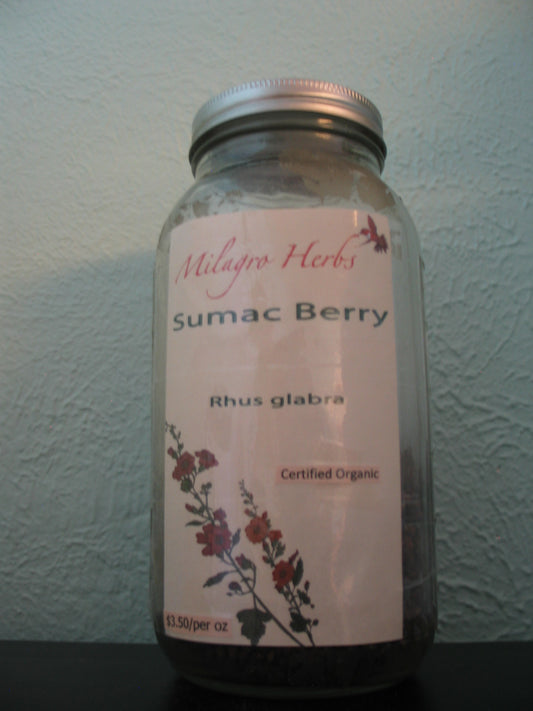 Milagro Herbs
Sumac Berry
Rhus glabra
Certified Organic
$3.50/per oz